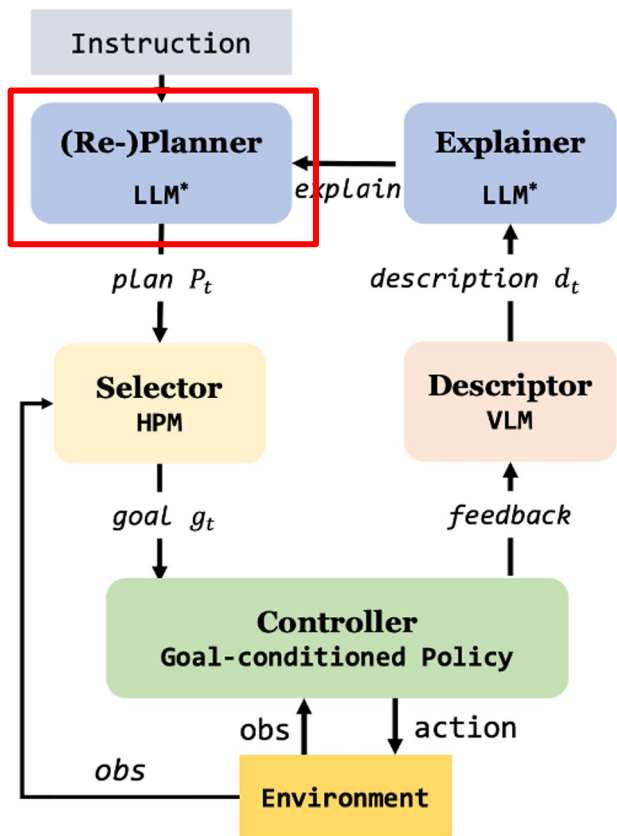 Instruction
(Re-)Planner
LLM*
explain
Explainer
LLM*
plan Pₜ
description dₜ
Selector
HPM
Descriptor
VLM
goal gₜ
feedback
Controller
Goal-conditioned Policy
obs
action
obs
Environment